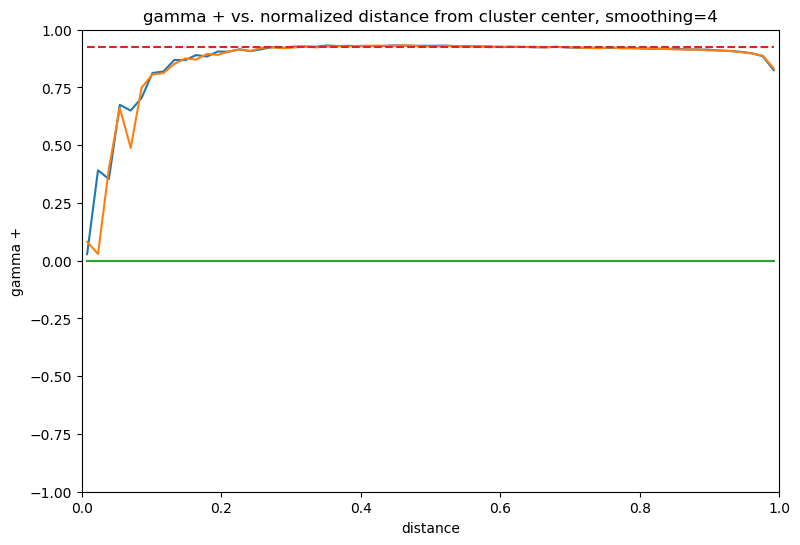 gamma + vs. normalized distance from cluster center, smoothing=4
1.00
0.75
0.50
0.25
0.00
−0.25
−0.50
−0.75
−1.00
gamma +
0.0 0.2 0.4 0.6 0.8 1.0
distance